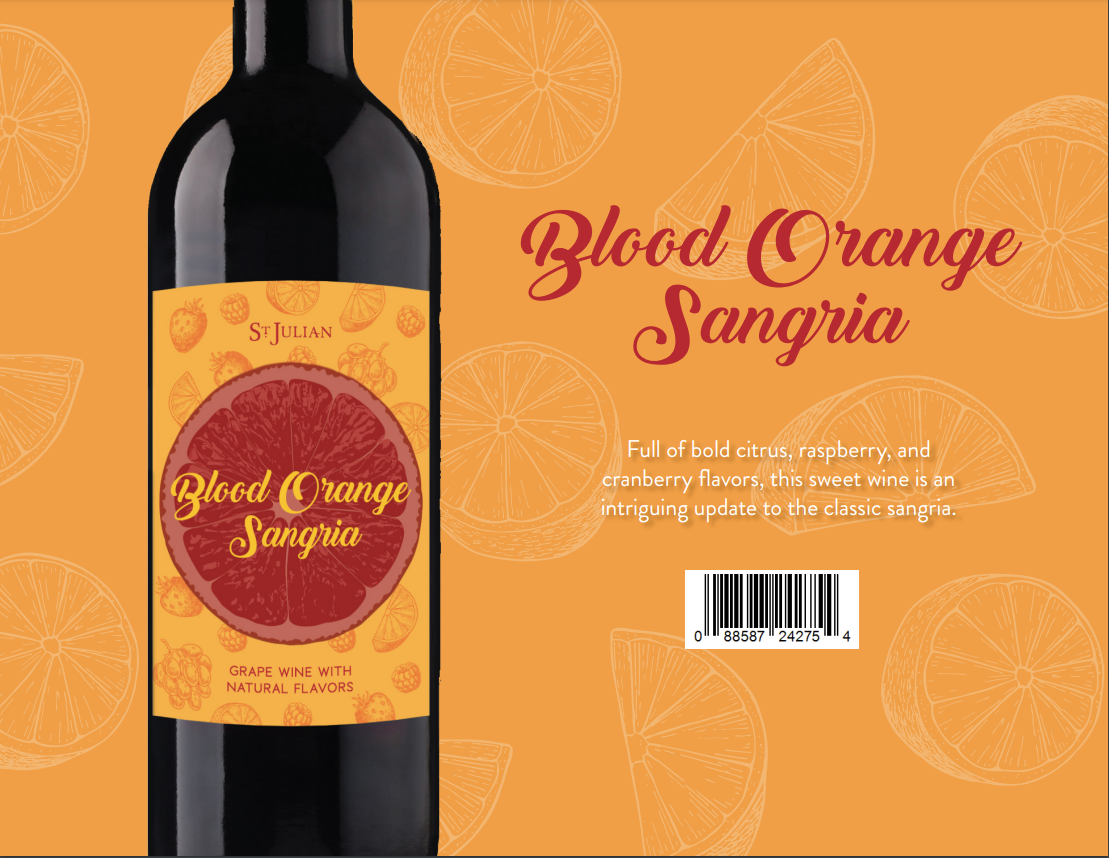 St JULIAN
Blood Orange
Sangria
GRAPE WINE WITH
NATURAL FLAVORS
Blood Orange
Sangria
Full of bold citrus, raspberry, and
cranberry flavors, this sweet wine is an
intriguing update to the classic sangria.
0 88587 24275 4